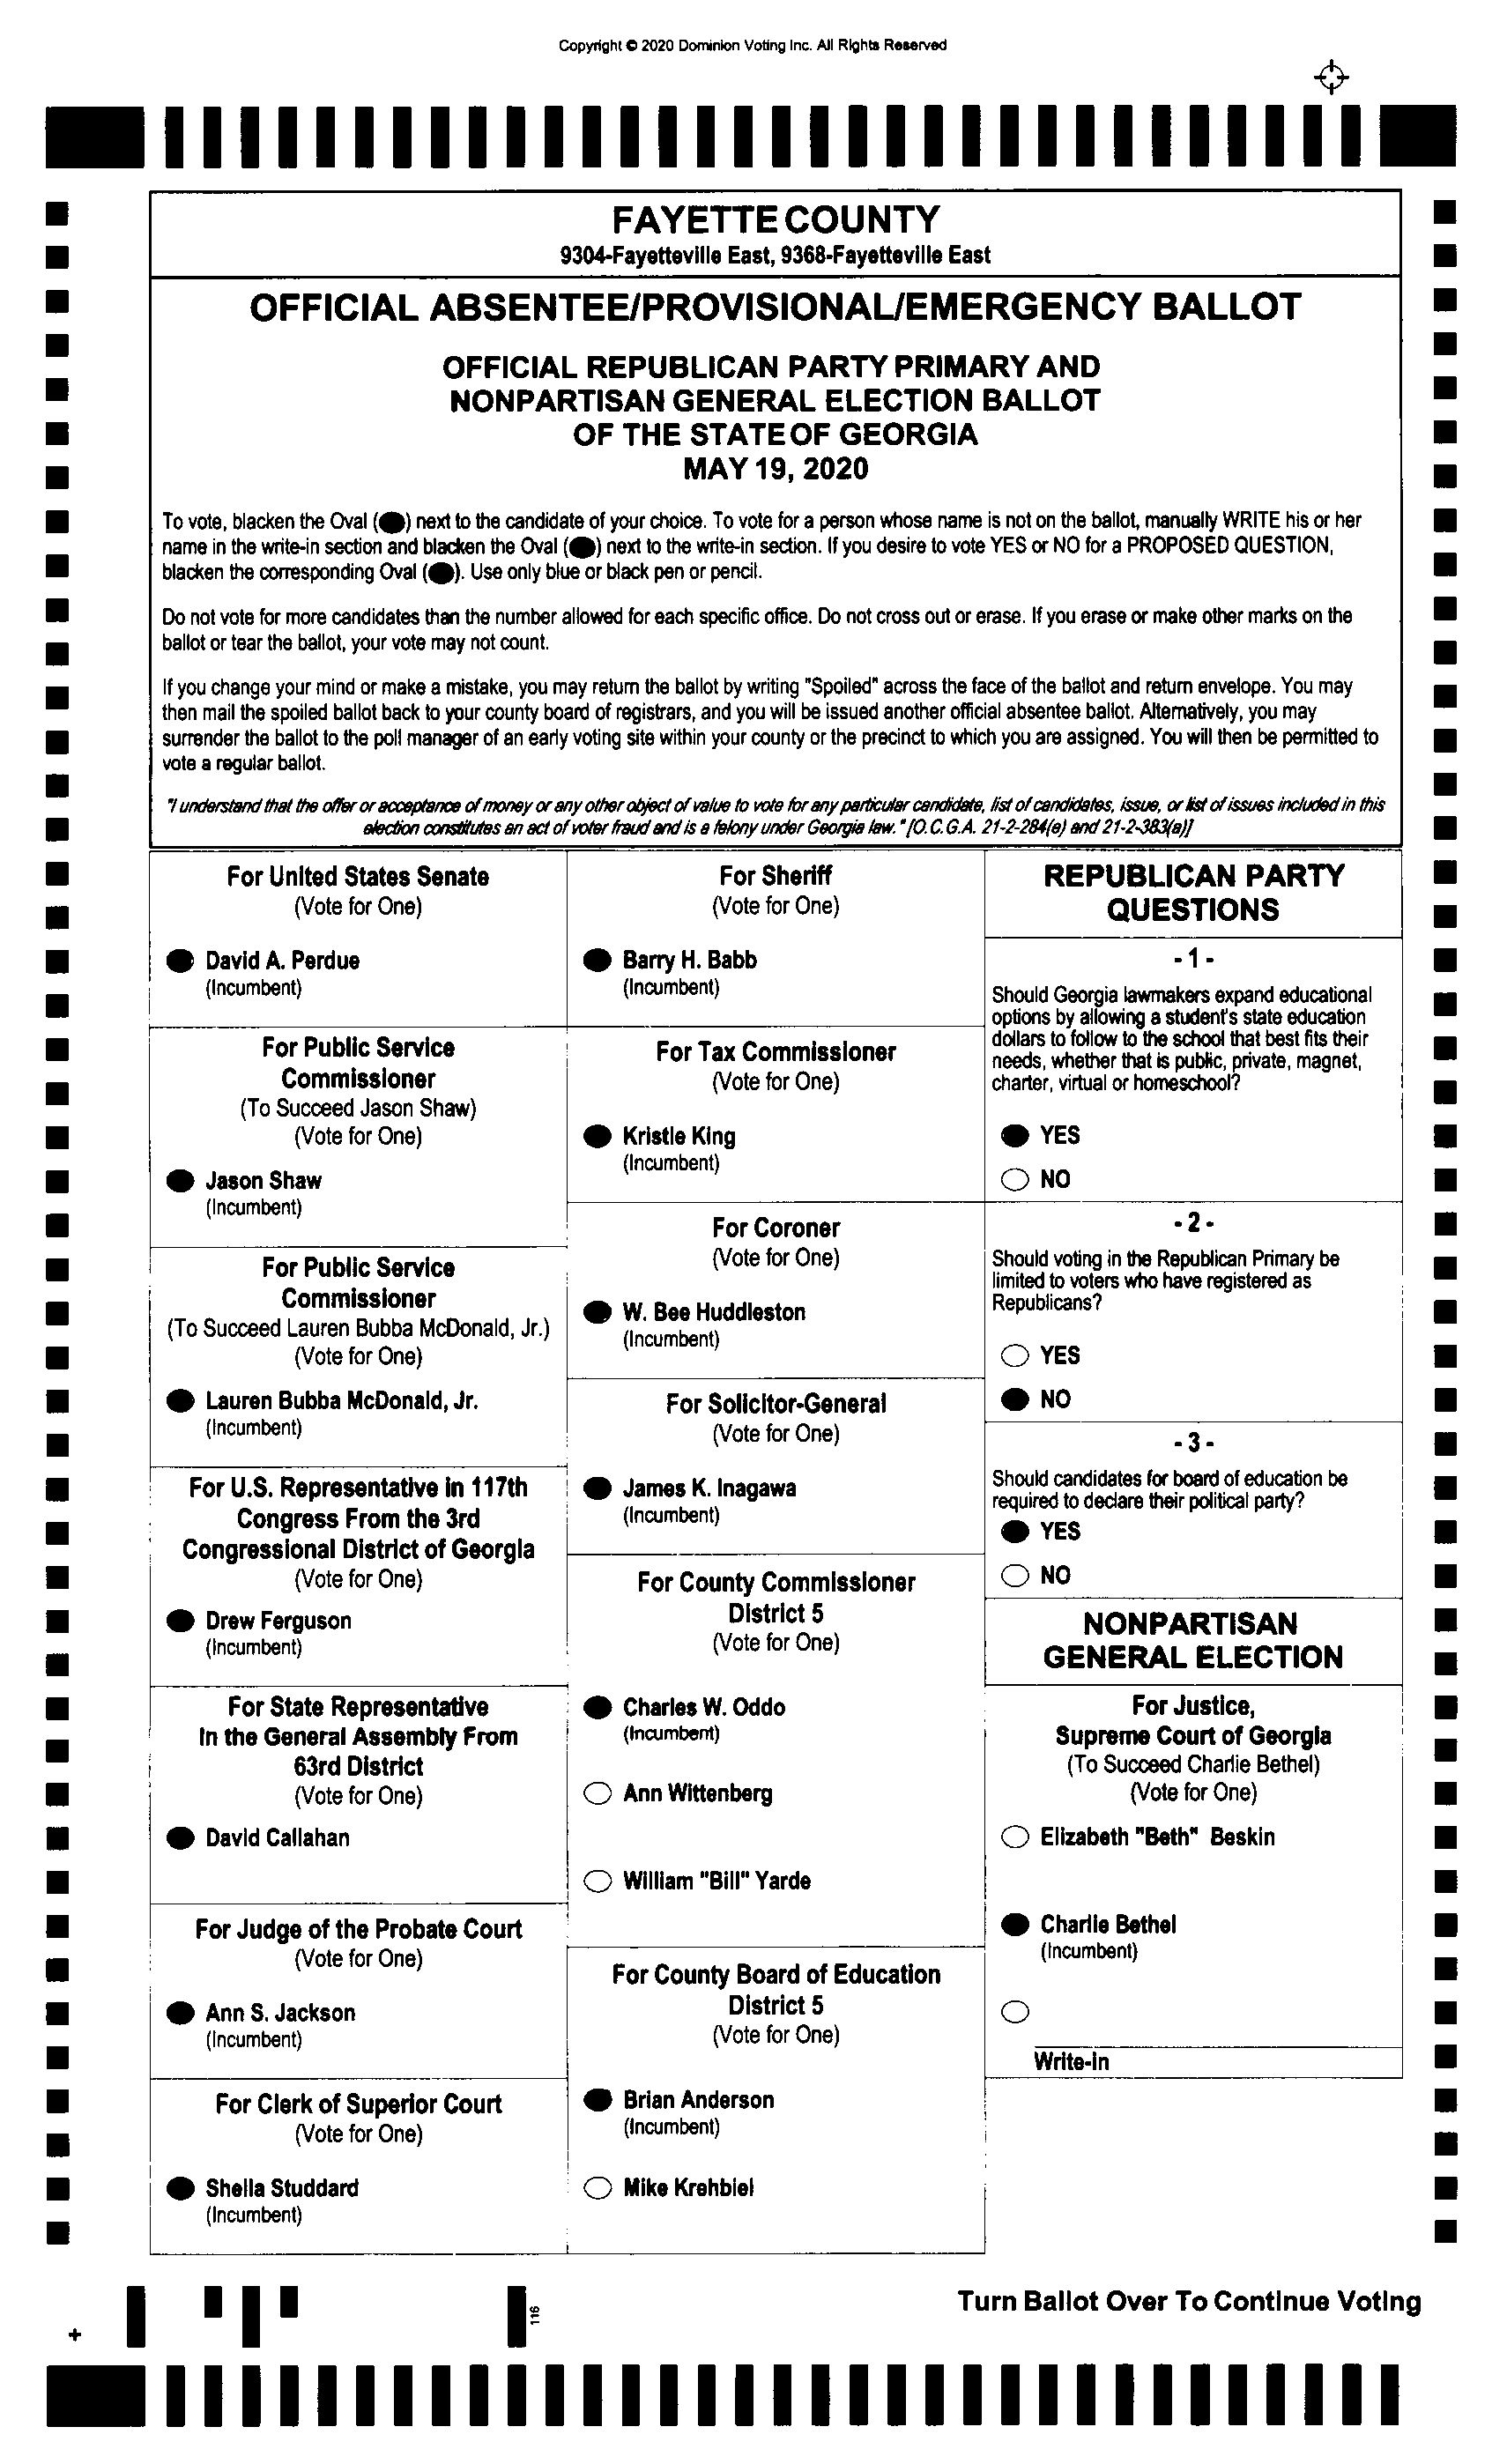 Copyright © 2020 Dominion Voting Inc. All Rights Reserved
FAYETTE COUNTY
9304-Fayetteville East, 9368-Fayetteville East
OFFICIAL ABSENTEE/PROVISIONAL/EMERGENCY BALLOT
OFFICIAL REPUBLICAN PARTY PRIMARY AND
NONPARTISAN GENERAL ELECTION BALLOT
OF THE STATE OF GEORGIA
MAY 19, 2020
To vote, blacken the Oval (⬤) next to the candidate of your choice. To vote for a person whose name is not on the ballot, manually WRITE his or her
name in the write-in section and blacken the Oval (⬤) next to the write-in section. If you desire to vote YES or NO for a PROPOSED QUESTION,
blacken the corresponding Oval (⬤). Use only blue or black pen or pencil.
Do not vote for more candidates than the number allowed for each specific office. Do not cross out or erase. If you erase or make other marks on the
ballot or tear the ballot, your vote may not count.
If you change your mind or make a mistake, you may return the ballot by writing "Spoiled" across the face of the ballot and return envelope. You may
then mail the spoiled ballot back to your county board of registrars, and you will be issued another official absentee ballot. Alternatively, you may
surrender the ballot to the poll manager of an early voting site within your county or the precinct to which you are assigned. You will then be permitted to
vote a regular ballot.
"I understand that the offer or acceptance of money or any other object of value to vote for any particular candidate, list of candidates, issue, or list of issues included in this
election constitutes an act of voter fraud and is a felony under Georgia law." [O.C.G.A. 21-2-284(e) and 21-2-383(a)]
For United States Senate
(Vote for One)
David A. Perdue
(Incumbent)
For Public Service
Commissioner
(To Succeed Jason Shaw)
(Vote for One)
Jason Shaw
(Incumbent)
For Public Service
Commissioner
(To Succeed Lauren Bubba McDonald, Jr.)
(Vote for One)
Lauren Bubba McDonald, Jr.
(Incumbent)
For U.S. Representative in 117th
Congress From the 3rd
Congressional District of Georgia
(Vote for One)
Drew Ferguson
(Incumbent)
For State Representative
In the General Assembly From
63rd District
(Vote for One)
David Callahan
For Judge of the Probate Court
(Vote for One)
Ann S. Jackson
(Incumbent)
For Clerk of Superior Court
(Vote for One)
Sheila Studdard
(Incumbent)
For Sheriff
(Vote for One)
Barry H. Babb
(Incumbent)
For Tax Commissioner
(Vote for One)
Kristie King
(Incumbent)
For Coroner
(Vote for One)
W. Bee Huddleston
(Incumbent)
For Solicitor-General
(Vote for One)
James K. Inagawa
(Incumbent)
For County Commissioner
District 5
(Vote for One)
Charles W. Oddo
(Incumbent)
Ann Wittenberg
William "Bill" Yarde
For County Board of Education
District 5
(Vote for One)
Brian Anderson
(Incumbent)
Mike Krehbiel
REPUBLICAN PARTY
QUESTIONS
- 1 -
Should Georgia lawmakers expand educational
options by allowing a student's state education
dollars to follow to the school that best fits their
needs, whether that is public, private, magnet,
charter, virtual or homeschool?
YES
NO
- 2 -
Should voting in the Republican Primary be
limited to voters who have registered as
Republicans?
YES
NO
- 3 -
Should candidates for board of education be
required to declare their political party?
YES
NO
NONPARTISAN
GENERAL ELECTION
For Justice,
Supreme Court of Georgia
(To Succeed Charlie Bethel)
(Vote for One)
Elizabeth "Beth" Beskin
Charlie Bethel
(Incumbent)
Write-in
116
Turn Ballot Over To Continue Voting